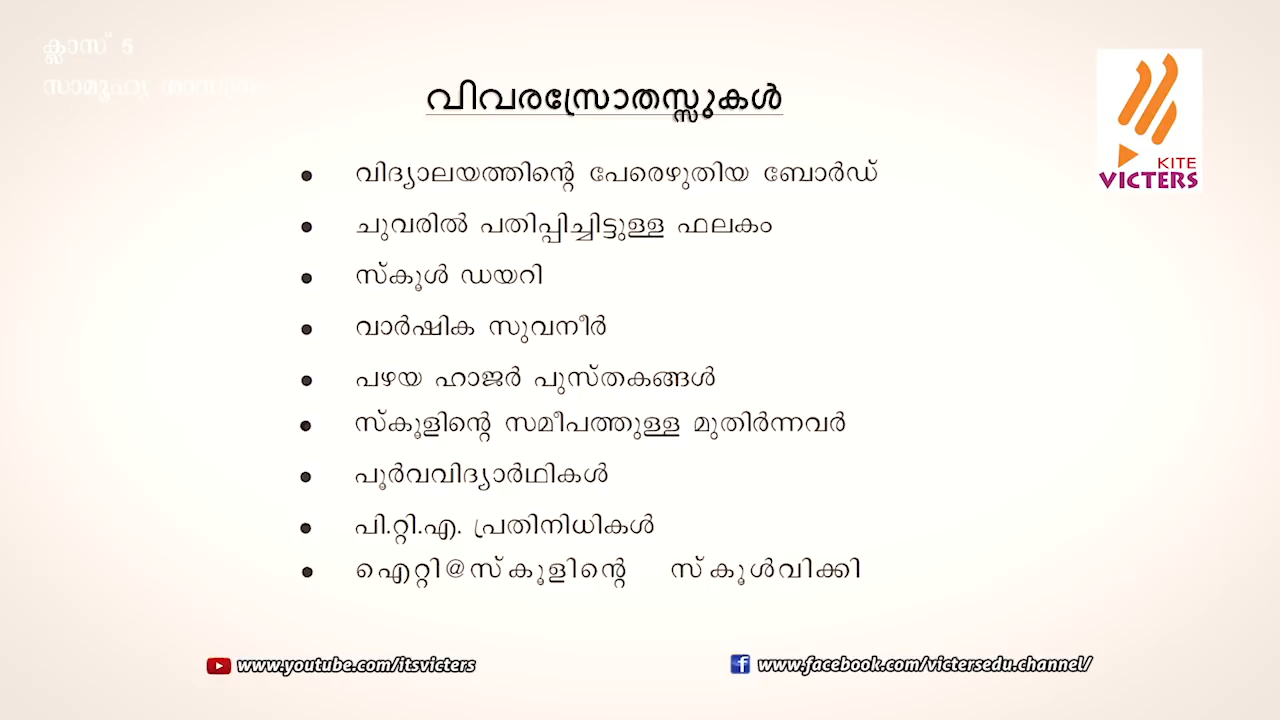 ക്ലാസ് 5
സാമൂഹ്യ ശാസ്ത്രം
വിവരസ്രോതസ്സുകൾ
KITE
VICTERS
• വിദ്യാലയത്തിന്റെ പേരെഴുതിയ ബോർഡ്
• ചുവരിൽ പതിപ്പിച്ചിട്ടുള്ള ഫലകം
• സ്കൂൾ ഡയറി
• വാർഷിക സുവനീർ
• പഴയ ഹാജർ പുസ്തകങ്ങൾ
• സ്കൂളിന്റെ സമീപത്തുള്ള മുതിർന്നവർ
• പൂർവവിദ്യാർഥികൾ
• പി.റ്റി.എ. പ്രതിനിധികൾ
• ഐറ്റി@സ്കൂളിന്റെ സ്കൂൾവിക്കി
www.youtube.com/itsvicters
www.facebook.com/victersedu.channel/